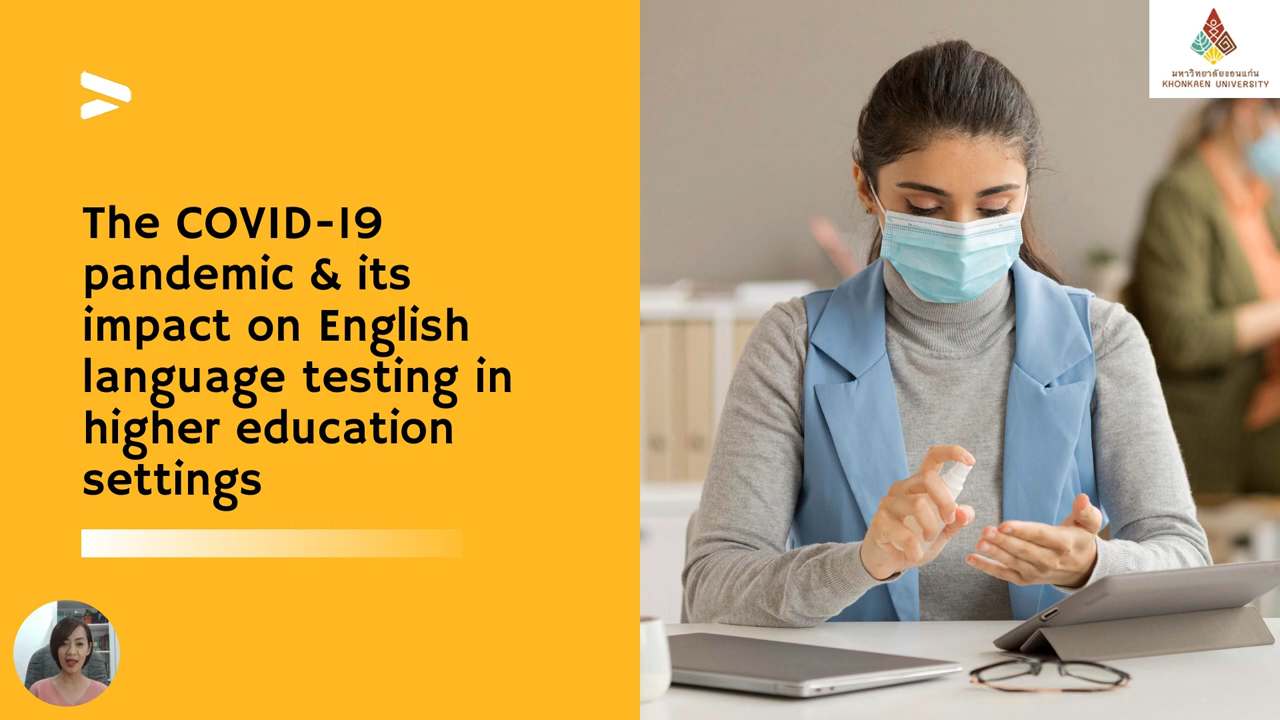 The COVID-19
pandemic & its
impact on English
language testing in
higher education
settings
มหาวิทยาลัยขอนแก่น
KHONKAEN UNIVERSITY